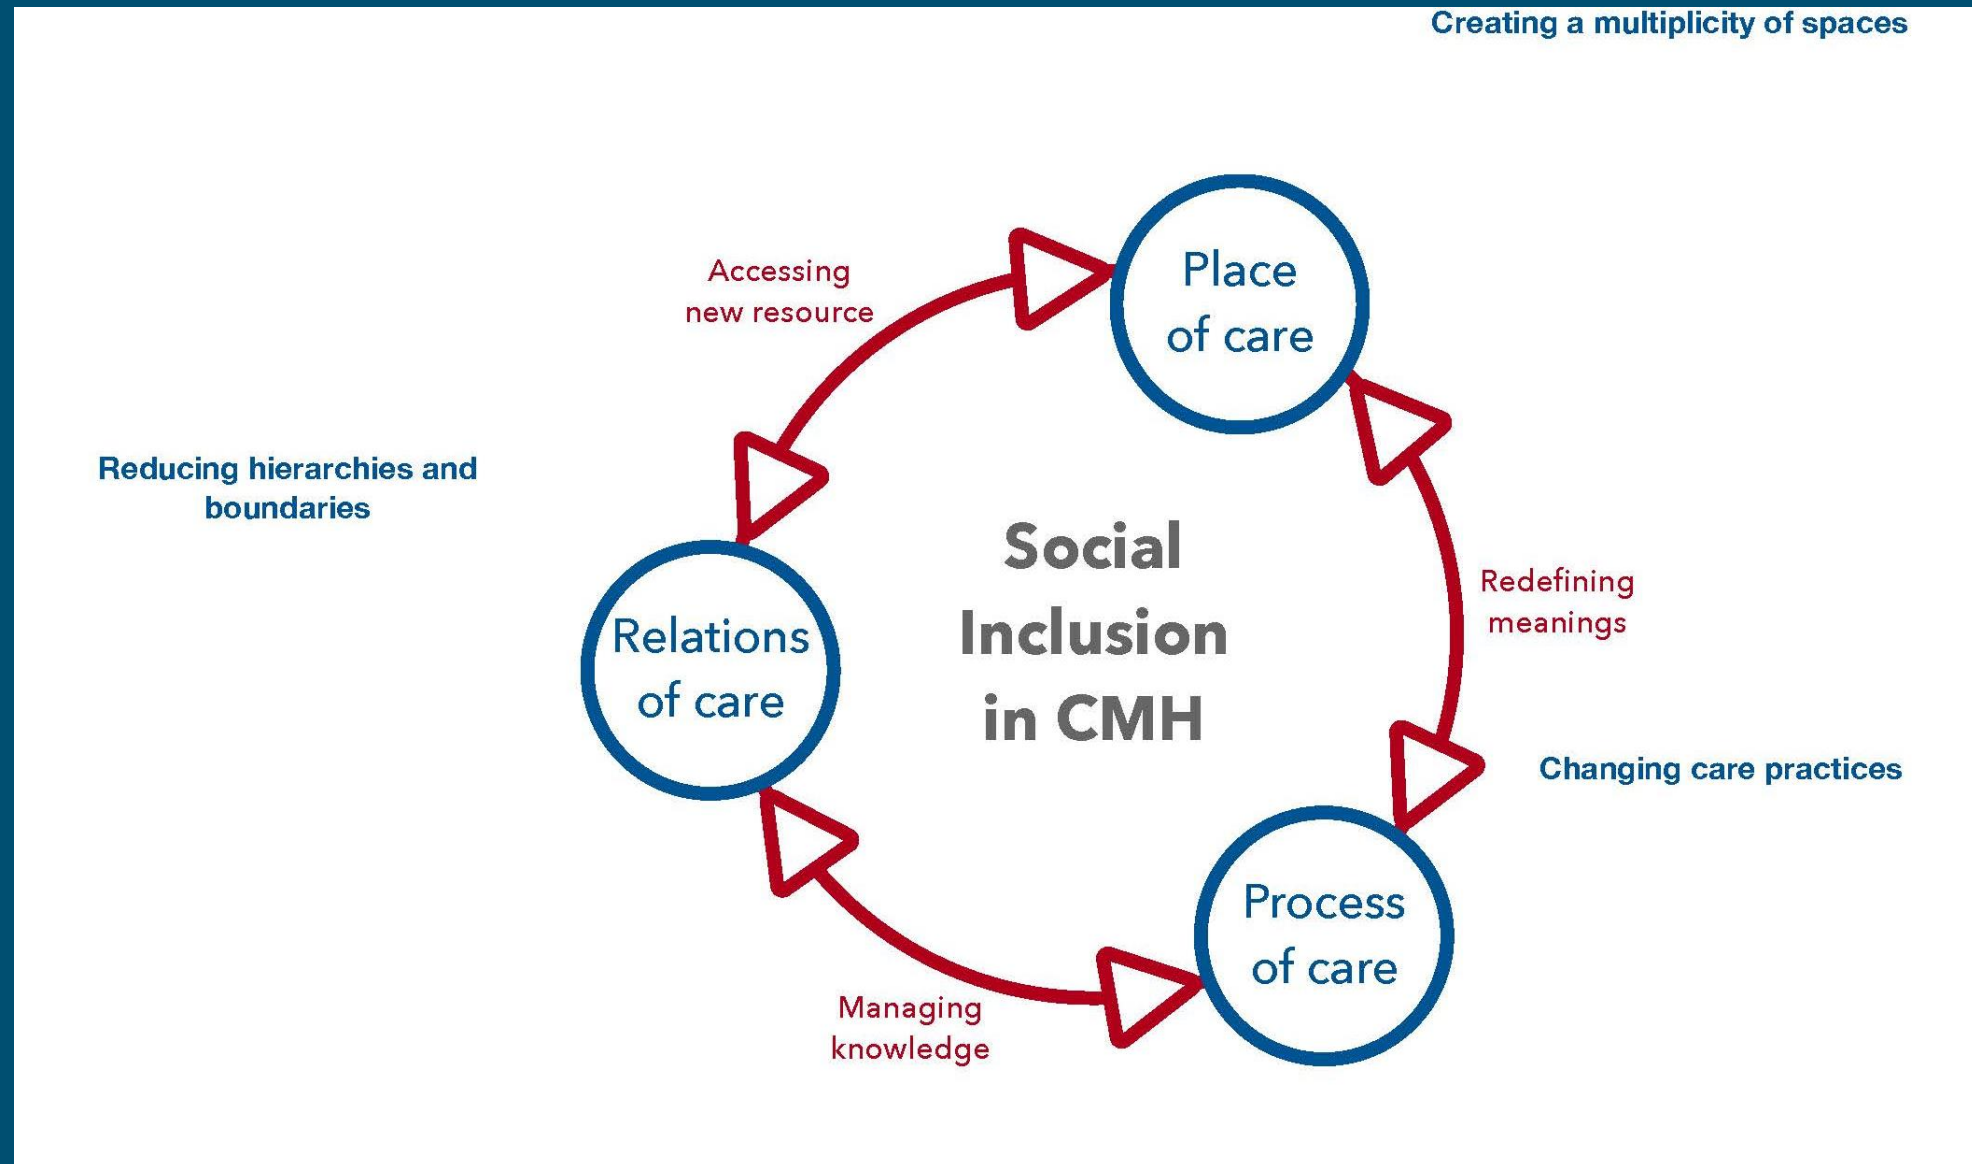 Creating a multiplicity of spaces
Place
of care
Accessing
new resource
Reducing hierarchies and
boundaries
Social
Inclusion
in CMH
Relations
of care
Redefining
meanings
Changing care practices
Process
of care
Managing
knowledge